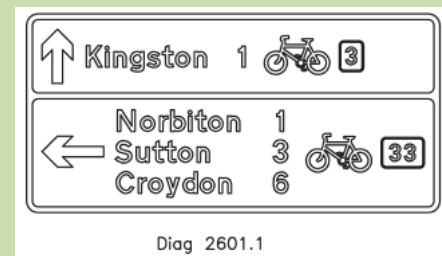 Kingston 1 3
Norbiton 1
Sutton 3 33
Croydon 6
Diag 2601.1